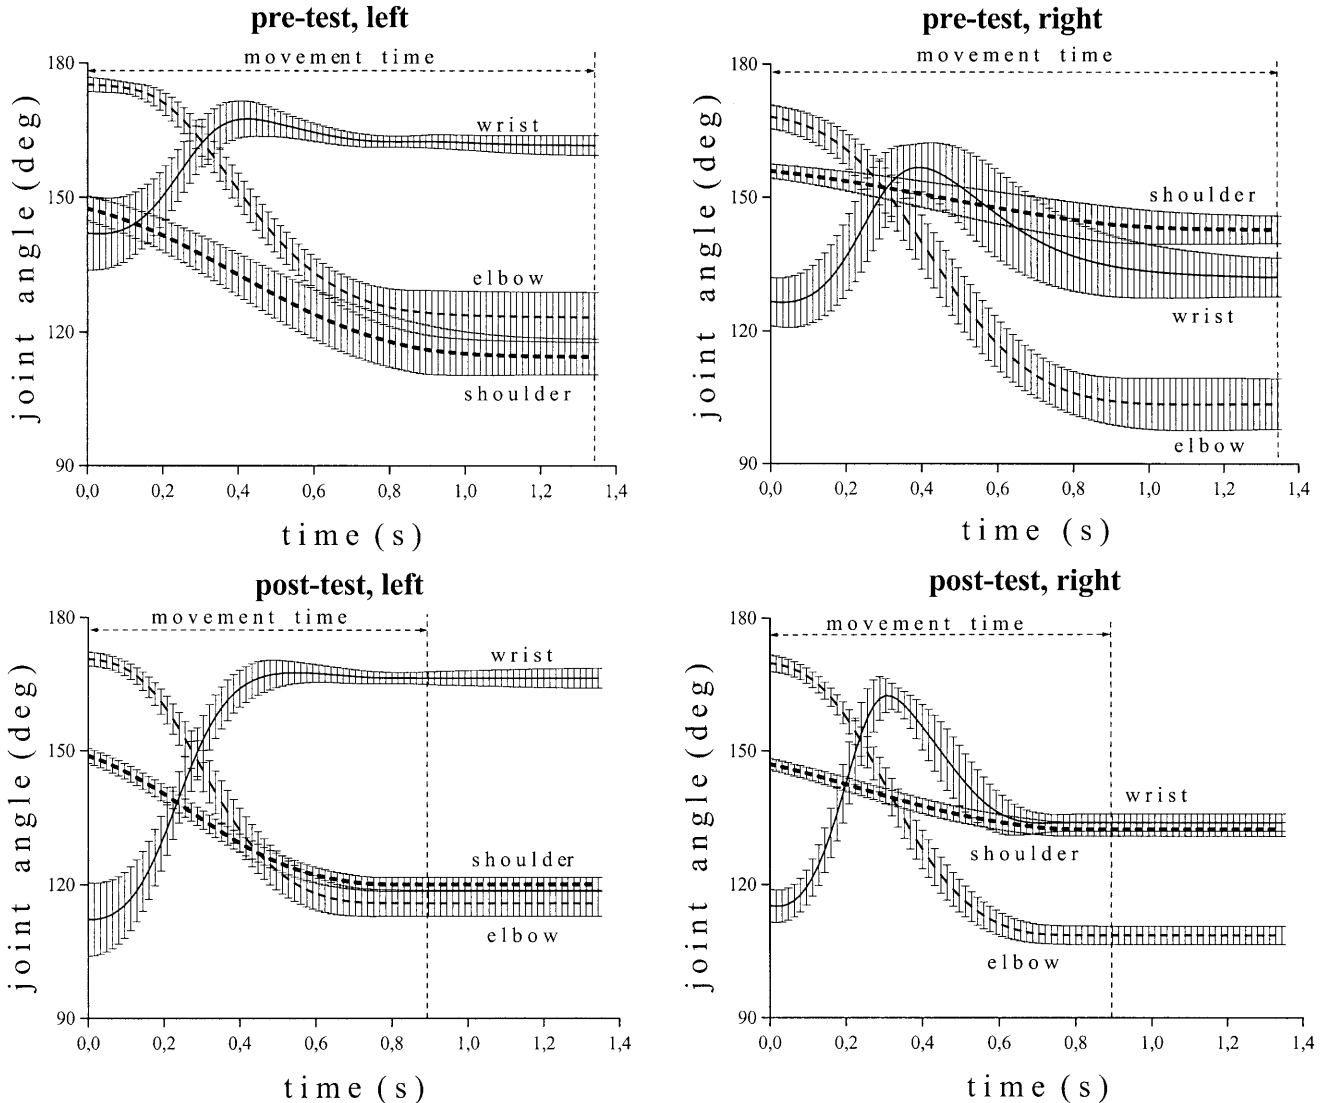 pre-test, left
movement time
180
150
120
90
joint angle (deg)
wrist
elbow
shoulder
0,0 0,2 0,4 0,6 0,8 1,0 1,2 1,4
time (s)
pre-test, right
movement time
180
150
120
90
joint angle (deg)
shoulder
wrist
elbow
0,0 0,2 0,4 0,6 0,8 1,0 1,2 1,4
time (s)
post-test, left
movement time
180
150
120
90
joint angle (deg)
wrist
shoulder
elbow
0,0 0,2 0,4 0,6 0,8 1,0 1,2 1,4
time (s)
post-test, right
movement time
180
150
120
90
joint angle (deg)
wrist
shoulder
elbow
0,0 0,2 0,4 0,6 0,8 1,0 1,2 1,4
time (s)